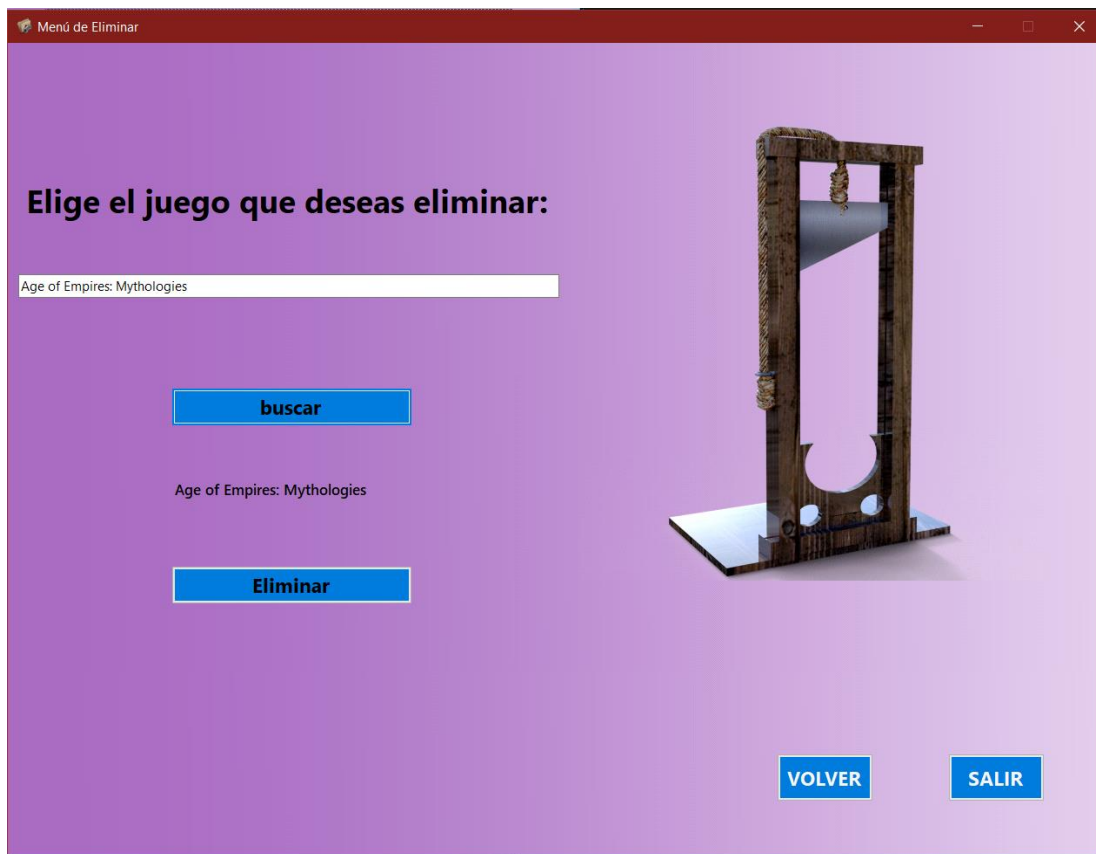 Menú de Eliminar
Elige el juego que deseas eliminar:
Age of Empires: Mythologies
buscar
Age of Empires: Mythologies
Eliminar
VOLVER
SALIR